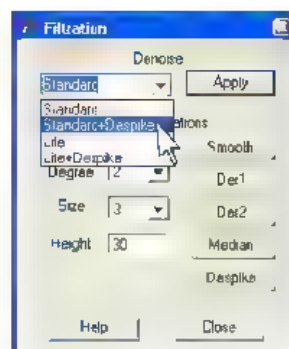 Filtration
Denoise
Standard
Apply
Standard
Standard+Despike
Lite
Lite+Despike
Smooth
Degree 2
Der1
Size 3
Der2
Height 30
Median
Despike
Help
Close